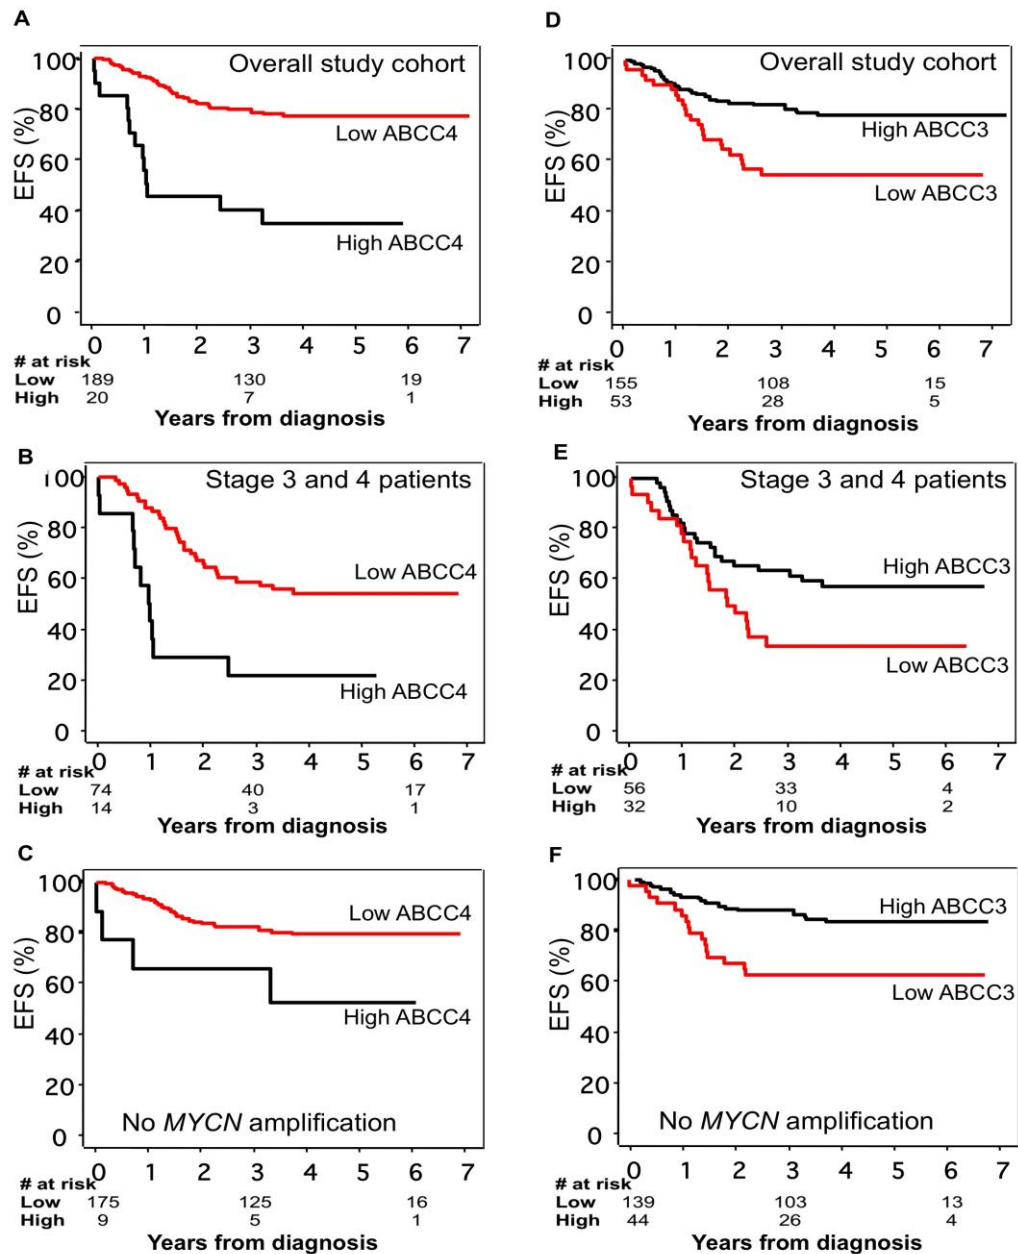 A
Overall study cohort
EFS (%)
100
80
60
40
20
0
Low ABCC4
High ABCC4
0 1 2 3 4 5 6 7
# at risk
Low 189 130 19
High 20 7 1
Years from diagnosis
B
Stage 3 and 4 patients
EFS (%)
100
80
60
40
20
0
Low ABCC4
High ABCC4
0 1 2 3 4 5 6 7
# at risk
Low 74 40 17
High 14 3 1
Years from diagnosis
C
EFS (%)
100
80
60
40
20
0
Low ABCC4
High ABCC4
No MYCN amplification
0 1 2 3 4 5 6 7
# at risk
Low 175 125 16
High 9 5 1
Years from diagnosis
D
Overall study cohort
EFS (%)
100
80
60
40
20
0
High ABCC3
Low ABCC3
0 1 2 3 4 5 6 7
# at risk
Low 155 108 15
High 53 28 5
Years from diagnosis
E
Stage 3 and 4 patients
EFS (%)
100
80
60
40
20
0
High ABCC3
Low ABCC3
0 1 2 3 4 5 6 7
# at risk
Low 56 33 4
High 32 10 2
Years from diagnosis
F
EFS (%)
100
80
60
40
20
0
High ABCC3
Low ABCC3
No MYCN amplification
0 1 2 3 4 5 6 7
# at risk
Low 139 103 13
High 44 26 4
Years from diagnosis